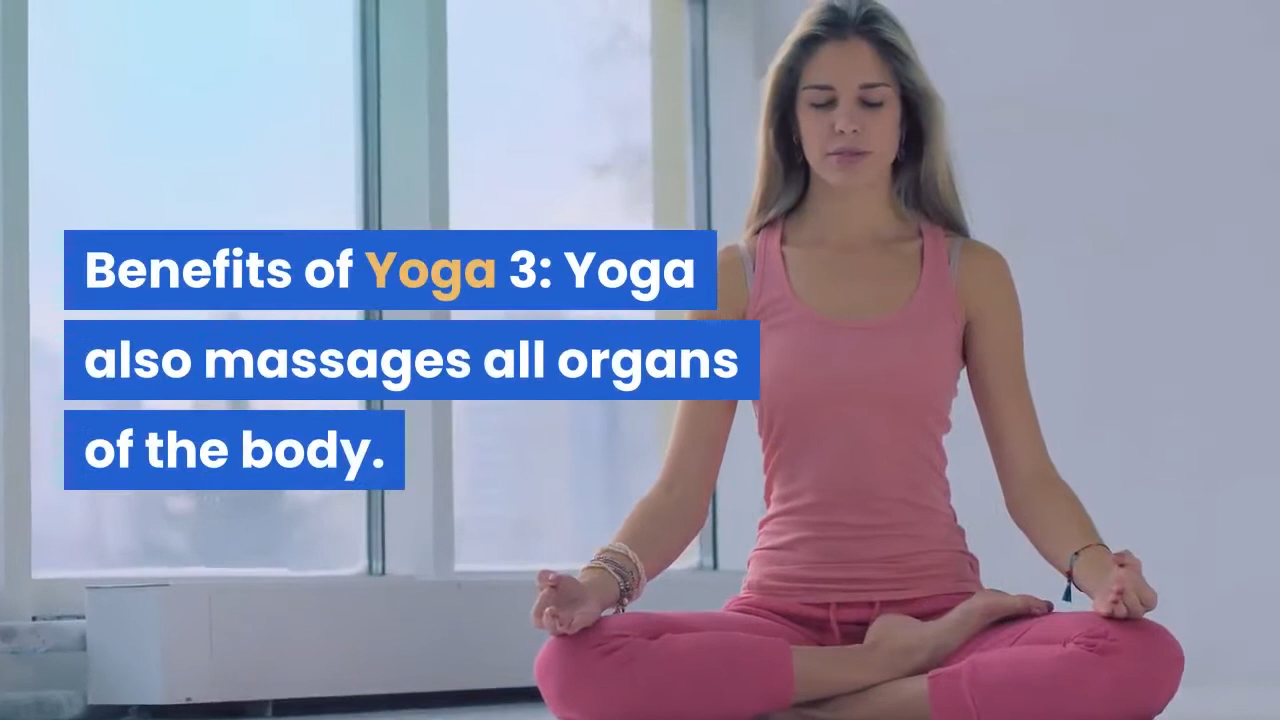 Benefits of Yoga 3: Yoga
also massages all organs
of the body.